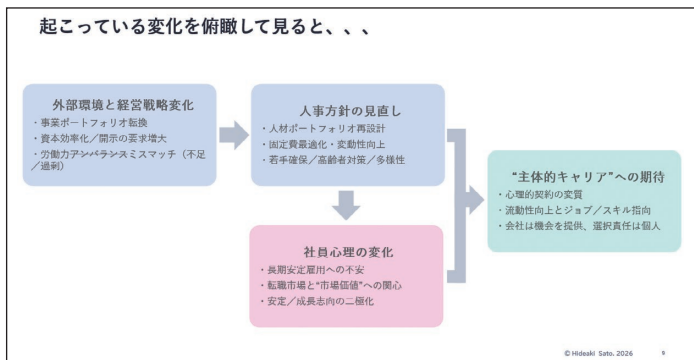 起こっている変化を俯瞰して見ると、、、
外部環境と経営戦略変化
・事業ポートフォリオ転換
・資本効率化／開示の要求増大
・労働力アンバランスミスマッチ（不足
／過剰）
人事方針の見直し
・人材ポートフォリオ再設計
・固定費最適化・変動性向上
・若手確保／高齢者対策／多様性
社員心理の変化
・長期安定雇用への不安
・転職市場と“市場価値”への関心
・安定／成長志向の二極化
“主体的キャリア”への期待
・心理的契約の変質
・流動性向上とジョブ／スキル指向
・会社は機会を提供、選択責任は個人
© Hideaki Sato, 2026
9